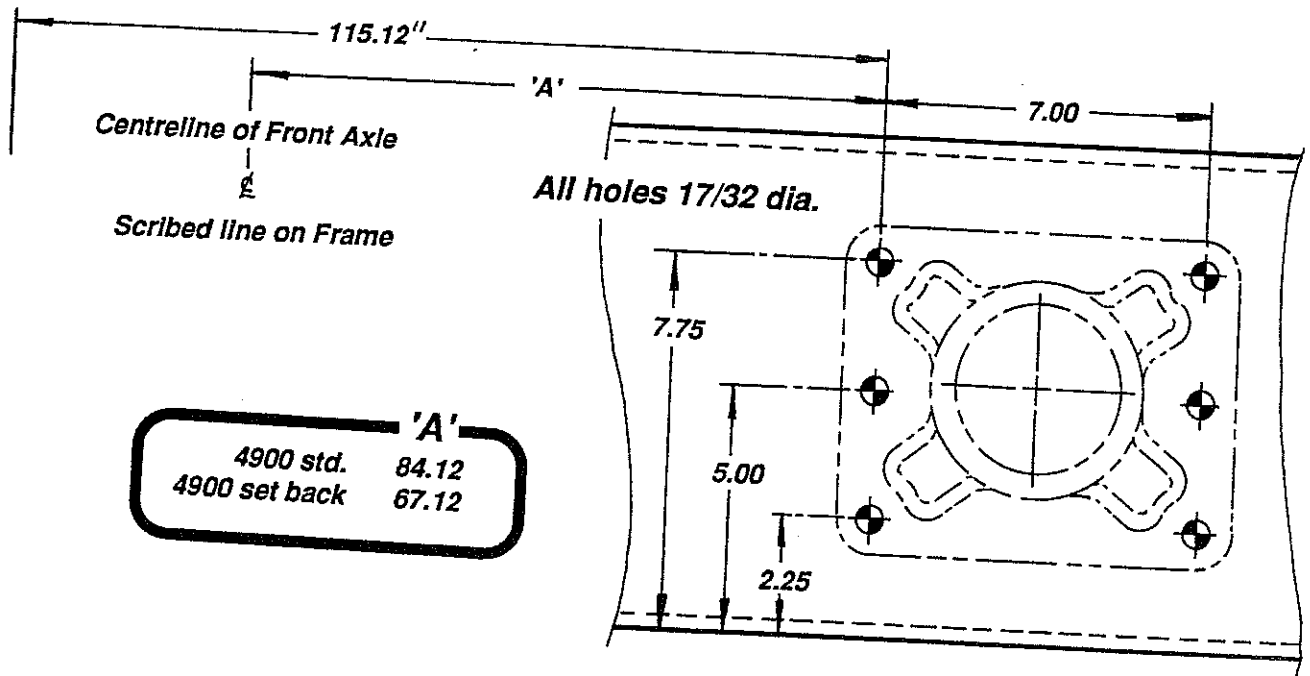 115.12"
'A'
7.00
Centreline of Front Axle
℄
Scribed line on Frame
All holes 17/32 dia.
7.75
5.00
2.25
'A'
4900 std. 84.12
4900 set back 67.12